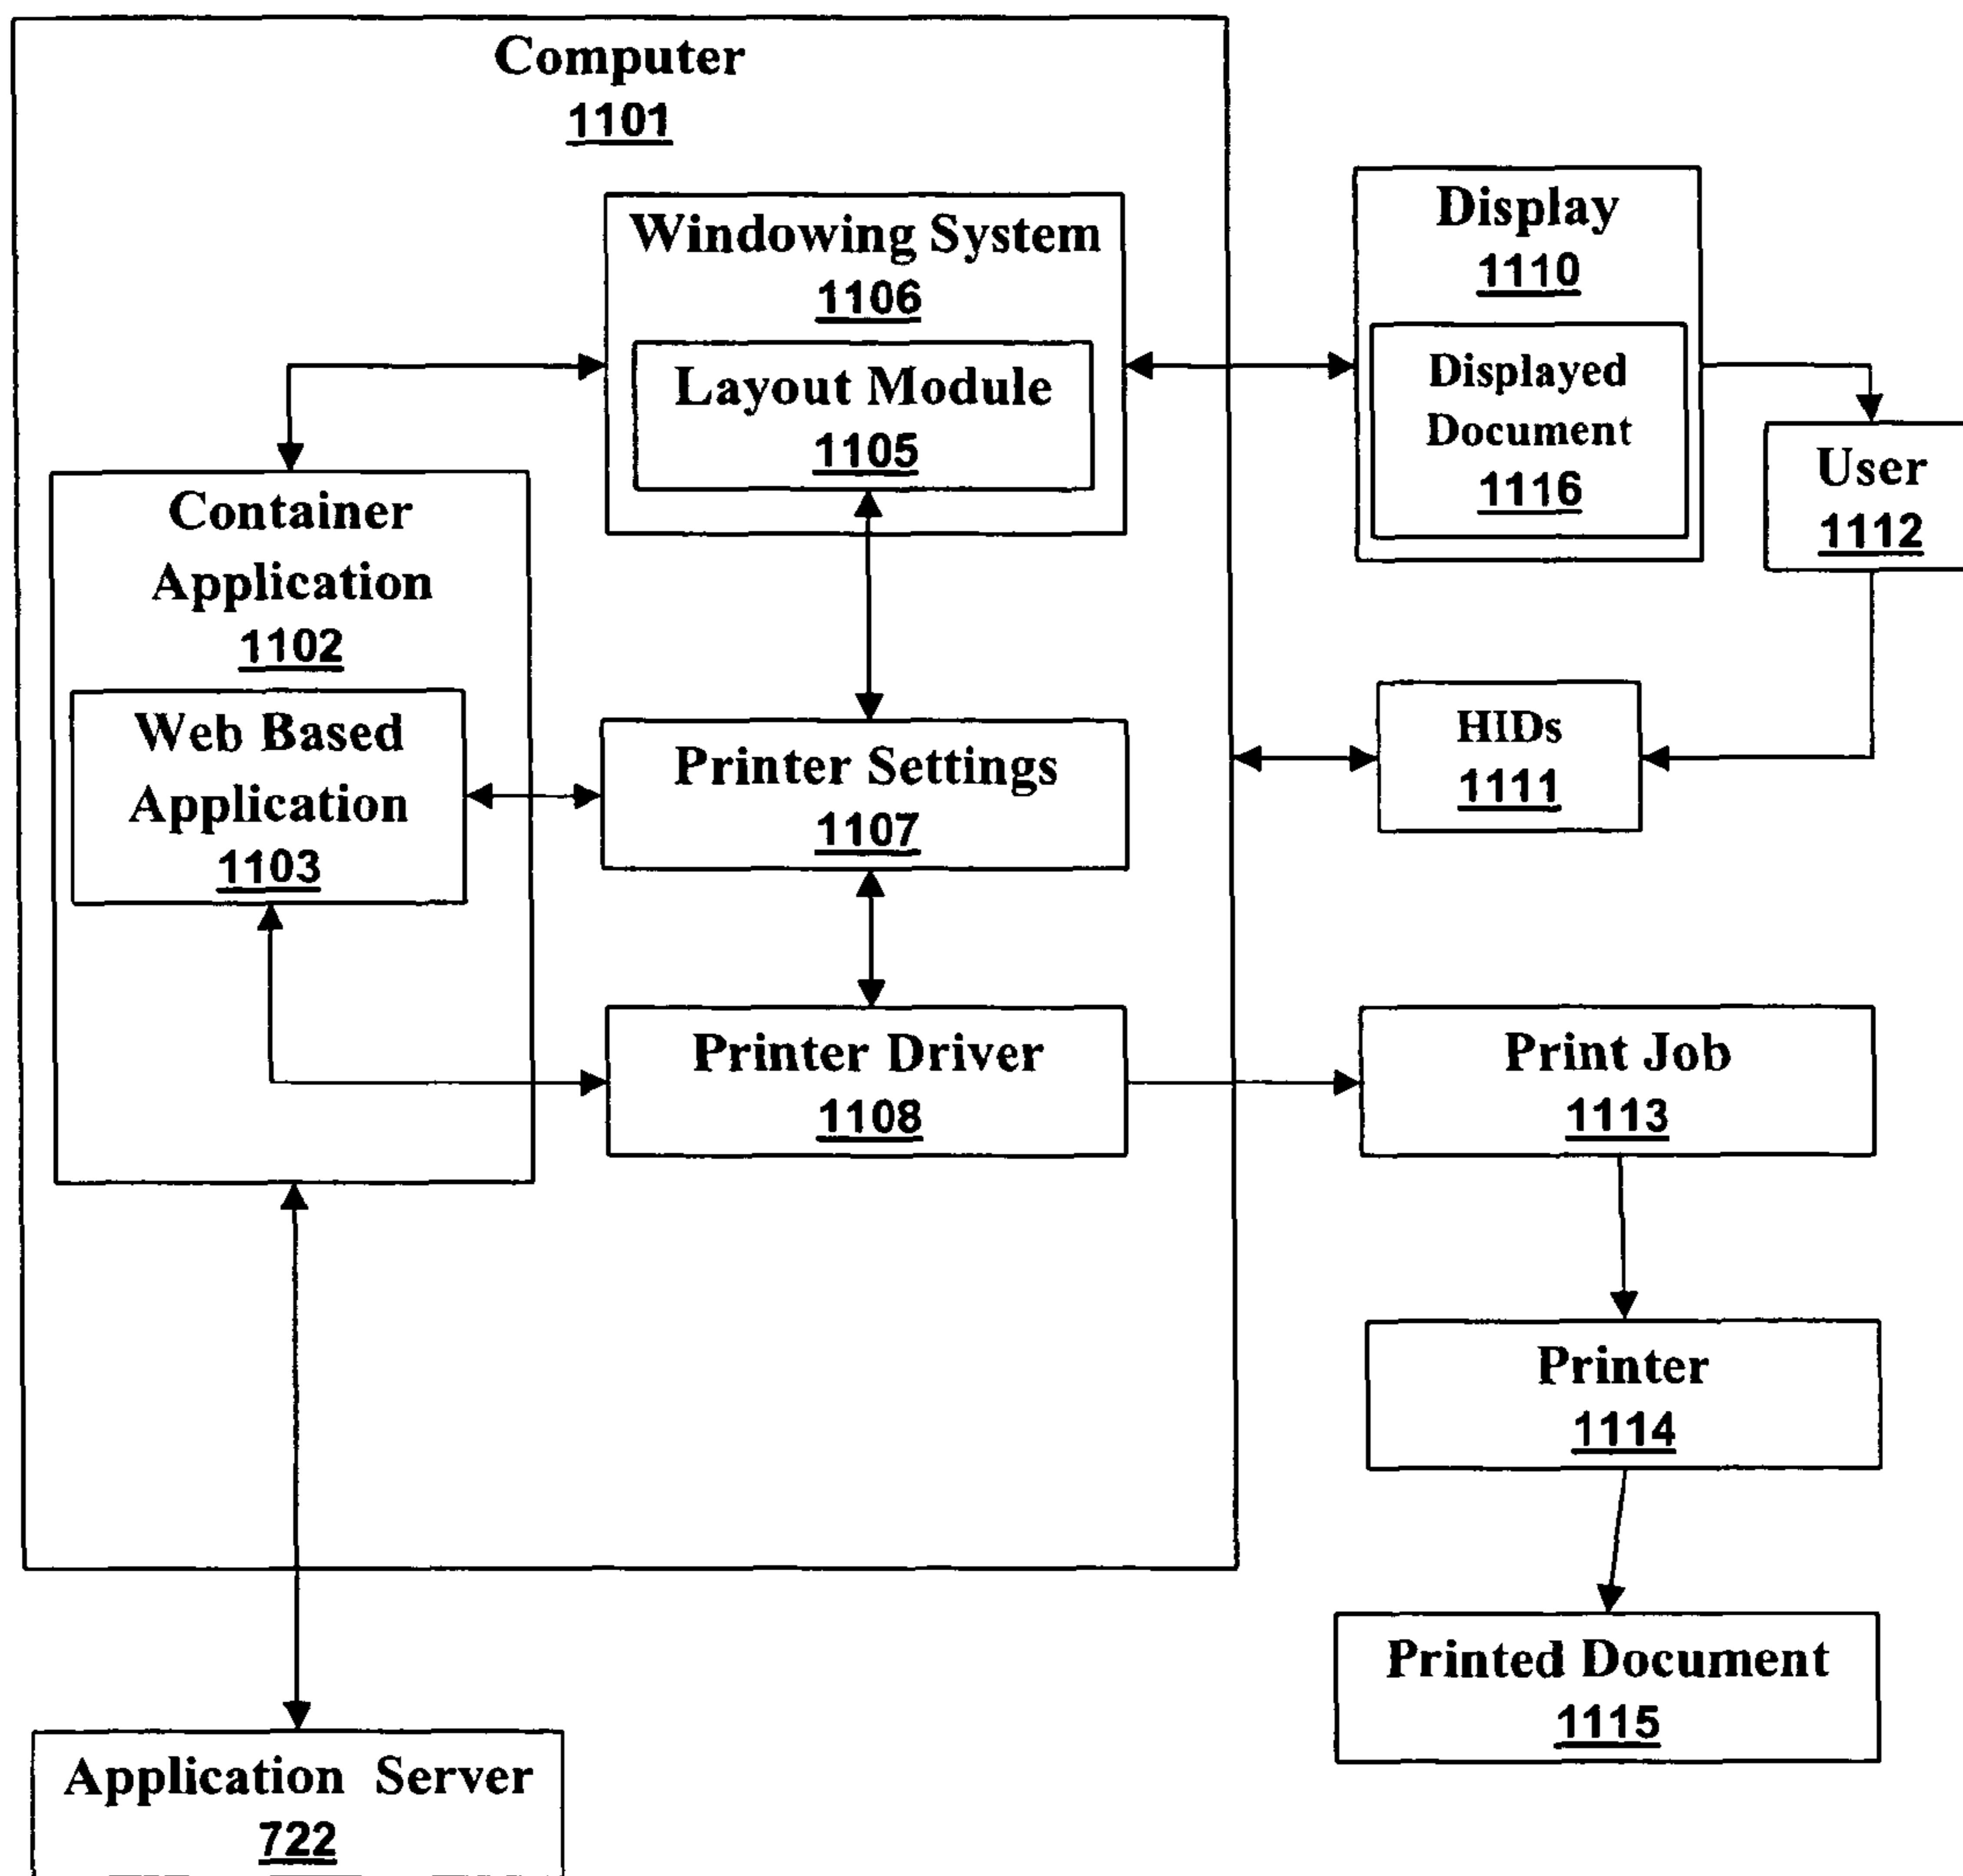 Computer
1101
Windowing System
1106
Layout Module
1105
Display
1110
Displayed
Document
1116
User
1112
Container
Application
1102
Web Based
Application
1103
Printer Settings
1107
HIDs
1111
Printer Driver
1108
Print Job
1113
Printer
1114
Printed Document
1115
Application Server
722